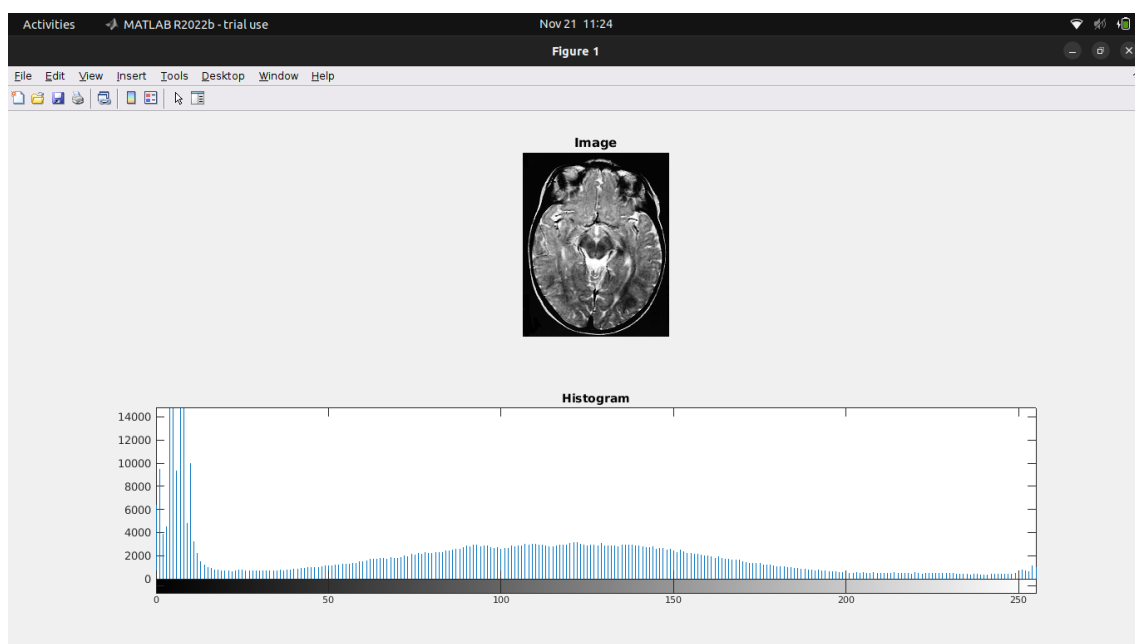 Activities MATLAB R2022b - trial use Nov 21 11:24
Figure 1
File Edit View Insert Tools Desktop Window Help
Image
Histogram
14000
12000
10000
8000
6000
4000
2000
0
0 50 100 150 200 250